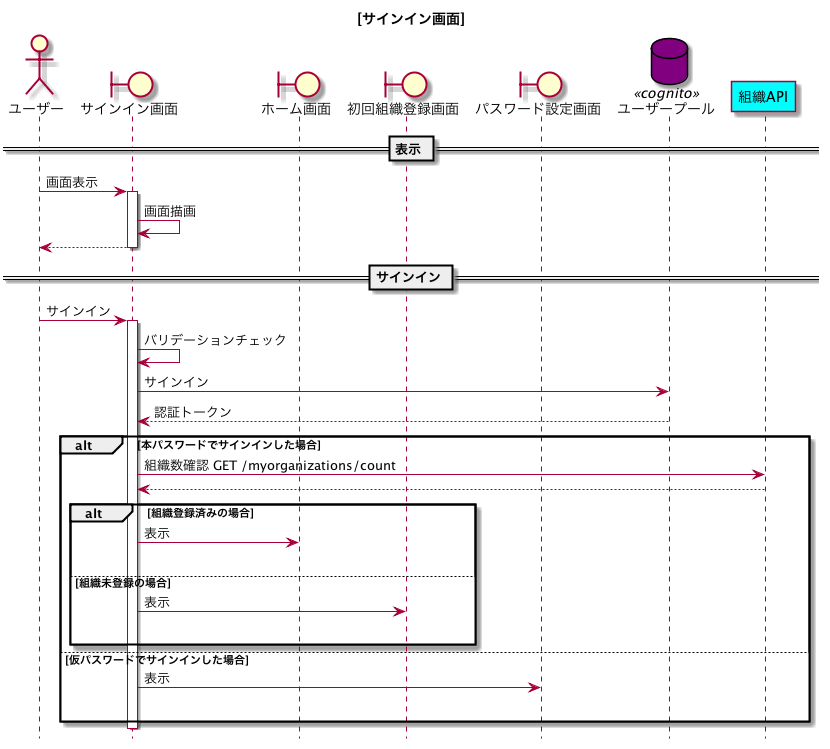 [サインイン画面]
ユーザー
サインイン画面
ホーム画面
初回組織登録画面
パスワード設定画面
«cognito»
ユーザープール
組織API
表示
画面表示
画面描画
サインイン
サインイン
バリデーションチェック
サインイン
認証トークン
alt [本パスワードでサインインした場合]
組織数確認 GET /myorganizations/count
alt [組織登録済みの場合]
表示
[組織未登録の場合]
表示
[仮パスワードでサインインした場合]
表示